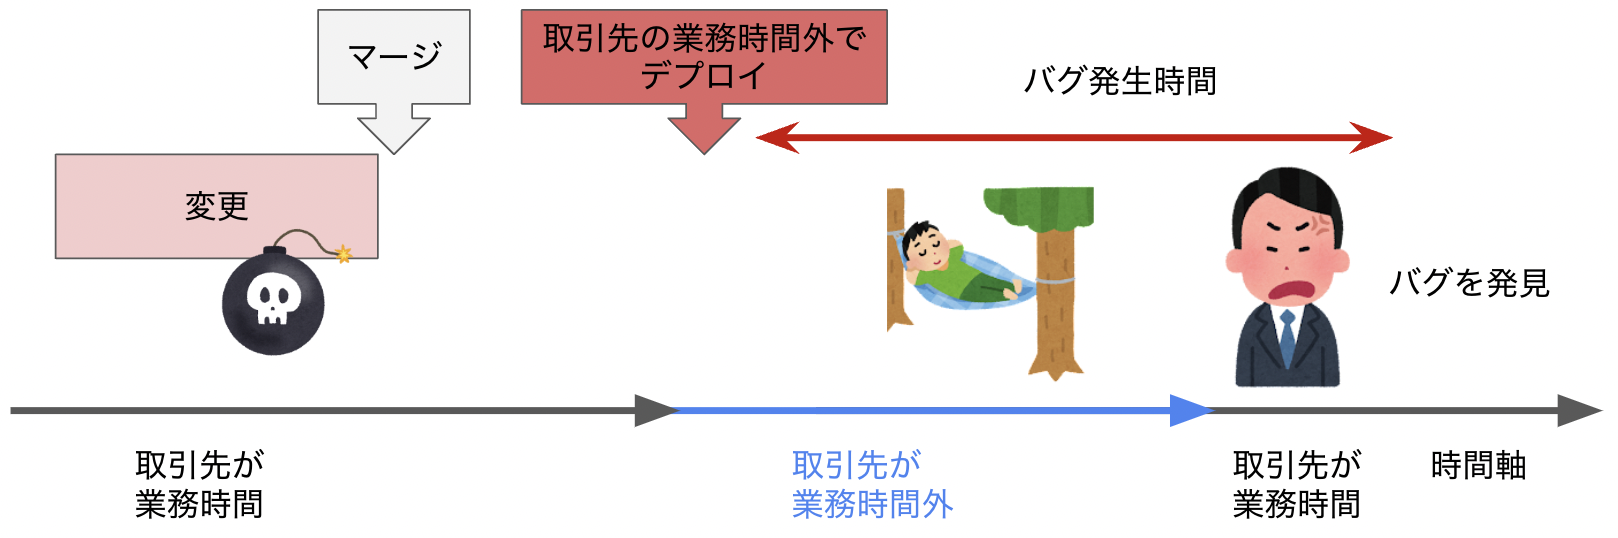 マージ
取引先の業務時間外で
デプロイ
バグ発生時間
変更
バグを発見
取引先が
業務時間
取引先が
業務時間外
取引先が
業務時間
時間軸